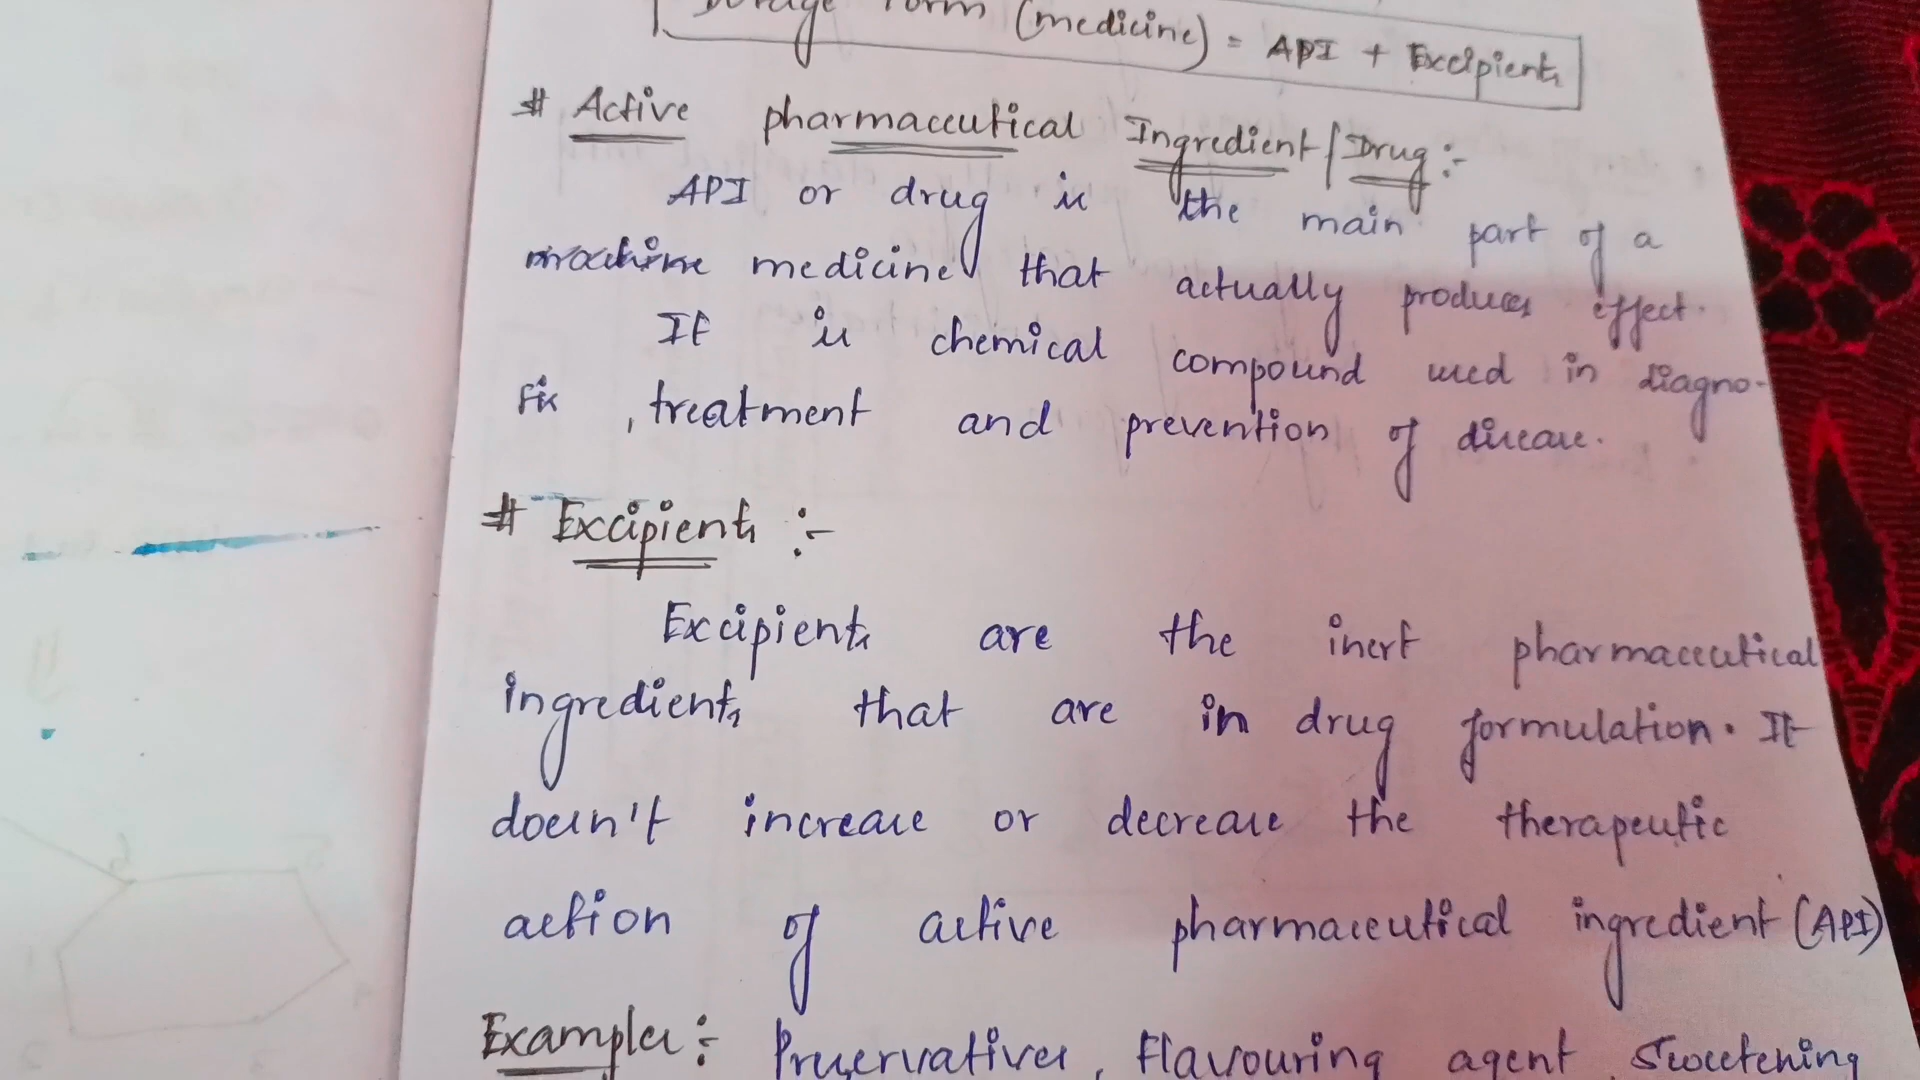 Dosage Form (medicine) = API + Excipients
# Active pharmaceutical Ingredient / Drug :-
API or drug is the main part of a
medicine that actually produces effect.
It is chemical compound used in diagno-
sis , treatment and prevention of disease.
# Excipients :-
Excipients are the inert pharmaceutical
ingredients that are in drug formulation. It
doesn't increase or decrease the therapeutic
action of active pharmaceutical ingredient (API)
Examples :- Preservatives, Flavouring agent, Sweetening